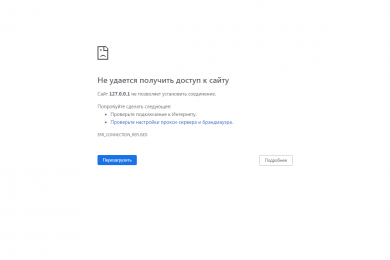 Не удается получить доступ к сайту
Сайт 127.0.0.1 не позволяет установить соединение.
Попробуйте сделать следующее:
Проверьте подключение к Интернету.
Проверьте настройки прокси-сервера и брандмауэра.
ERR_CONNECTION_REFUSED
Перезагрузить
Подробнее